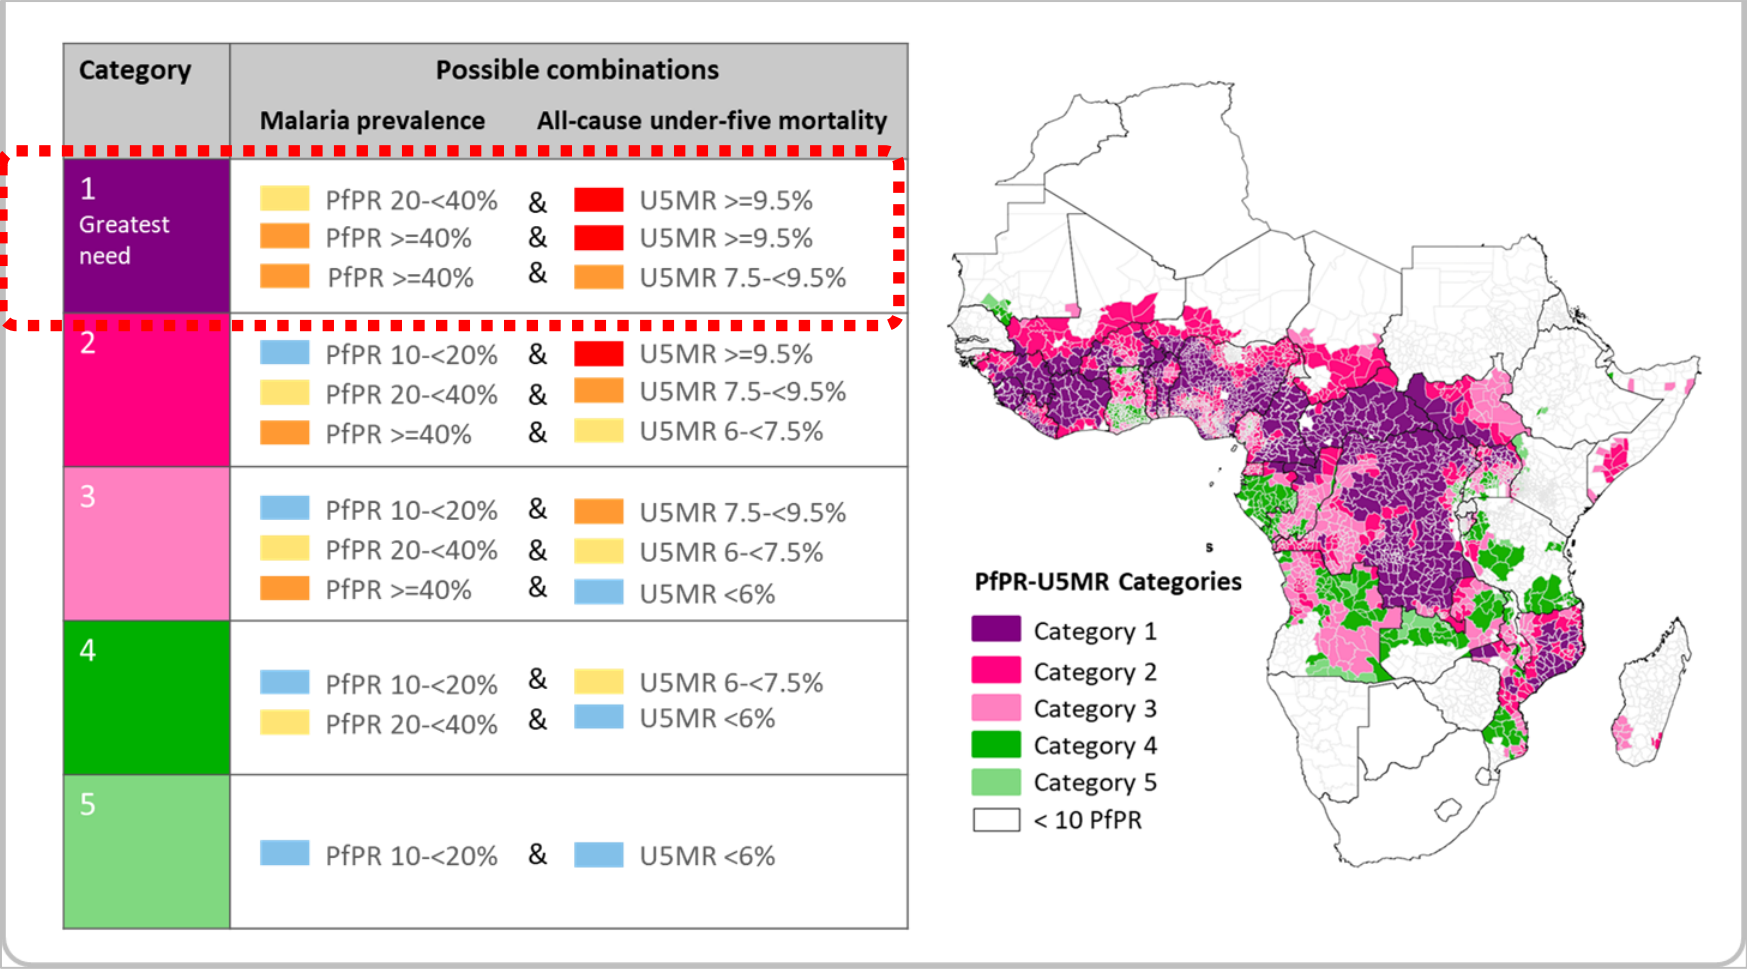 Category
Possible combinations
Malaria prevalence All-cause under-five mortality
1
Greatest
need
PfPR 20-<40% & U5MR >=9.5%
PfPR >=40% & U5MR >=9.5%
PfPR >=40% & U5MR 7.5-<9.5%
2
PfPR 10-<20% & U5MR >=9.5%
PfPR 20-<40% & U5MR 7.5-<9.5%
PfPR >=40% & U5MR 6-<7.5%
3
PfPR 10-<20% & U5MR 7.5-<9.5%
PfPR 20-<40% & U5MR 6-<7.5%
PfPR >=40% & U5MR <6%
4
PfPR 10-<20% & U5MR 6-<7.5%
PfPR 20-<40% & U5MR <6%
5
PfPR 10-<20% & U5MR <6%
s
PfPR-U5MR Categories
Category 1
Category 2
Category 3
Category 4
Category 5
< 10 PfPR